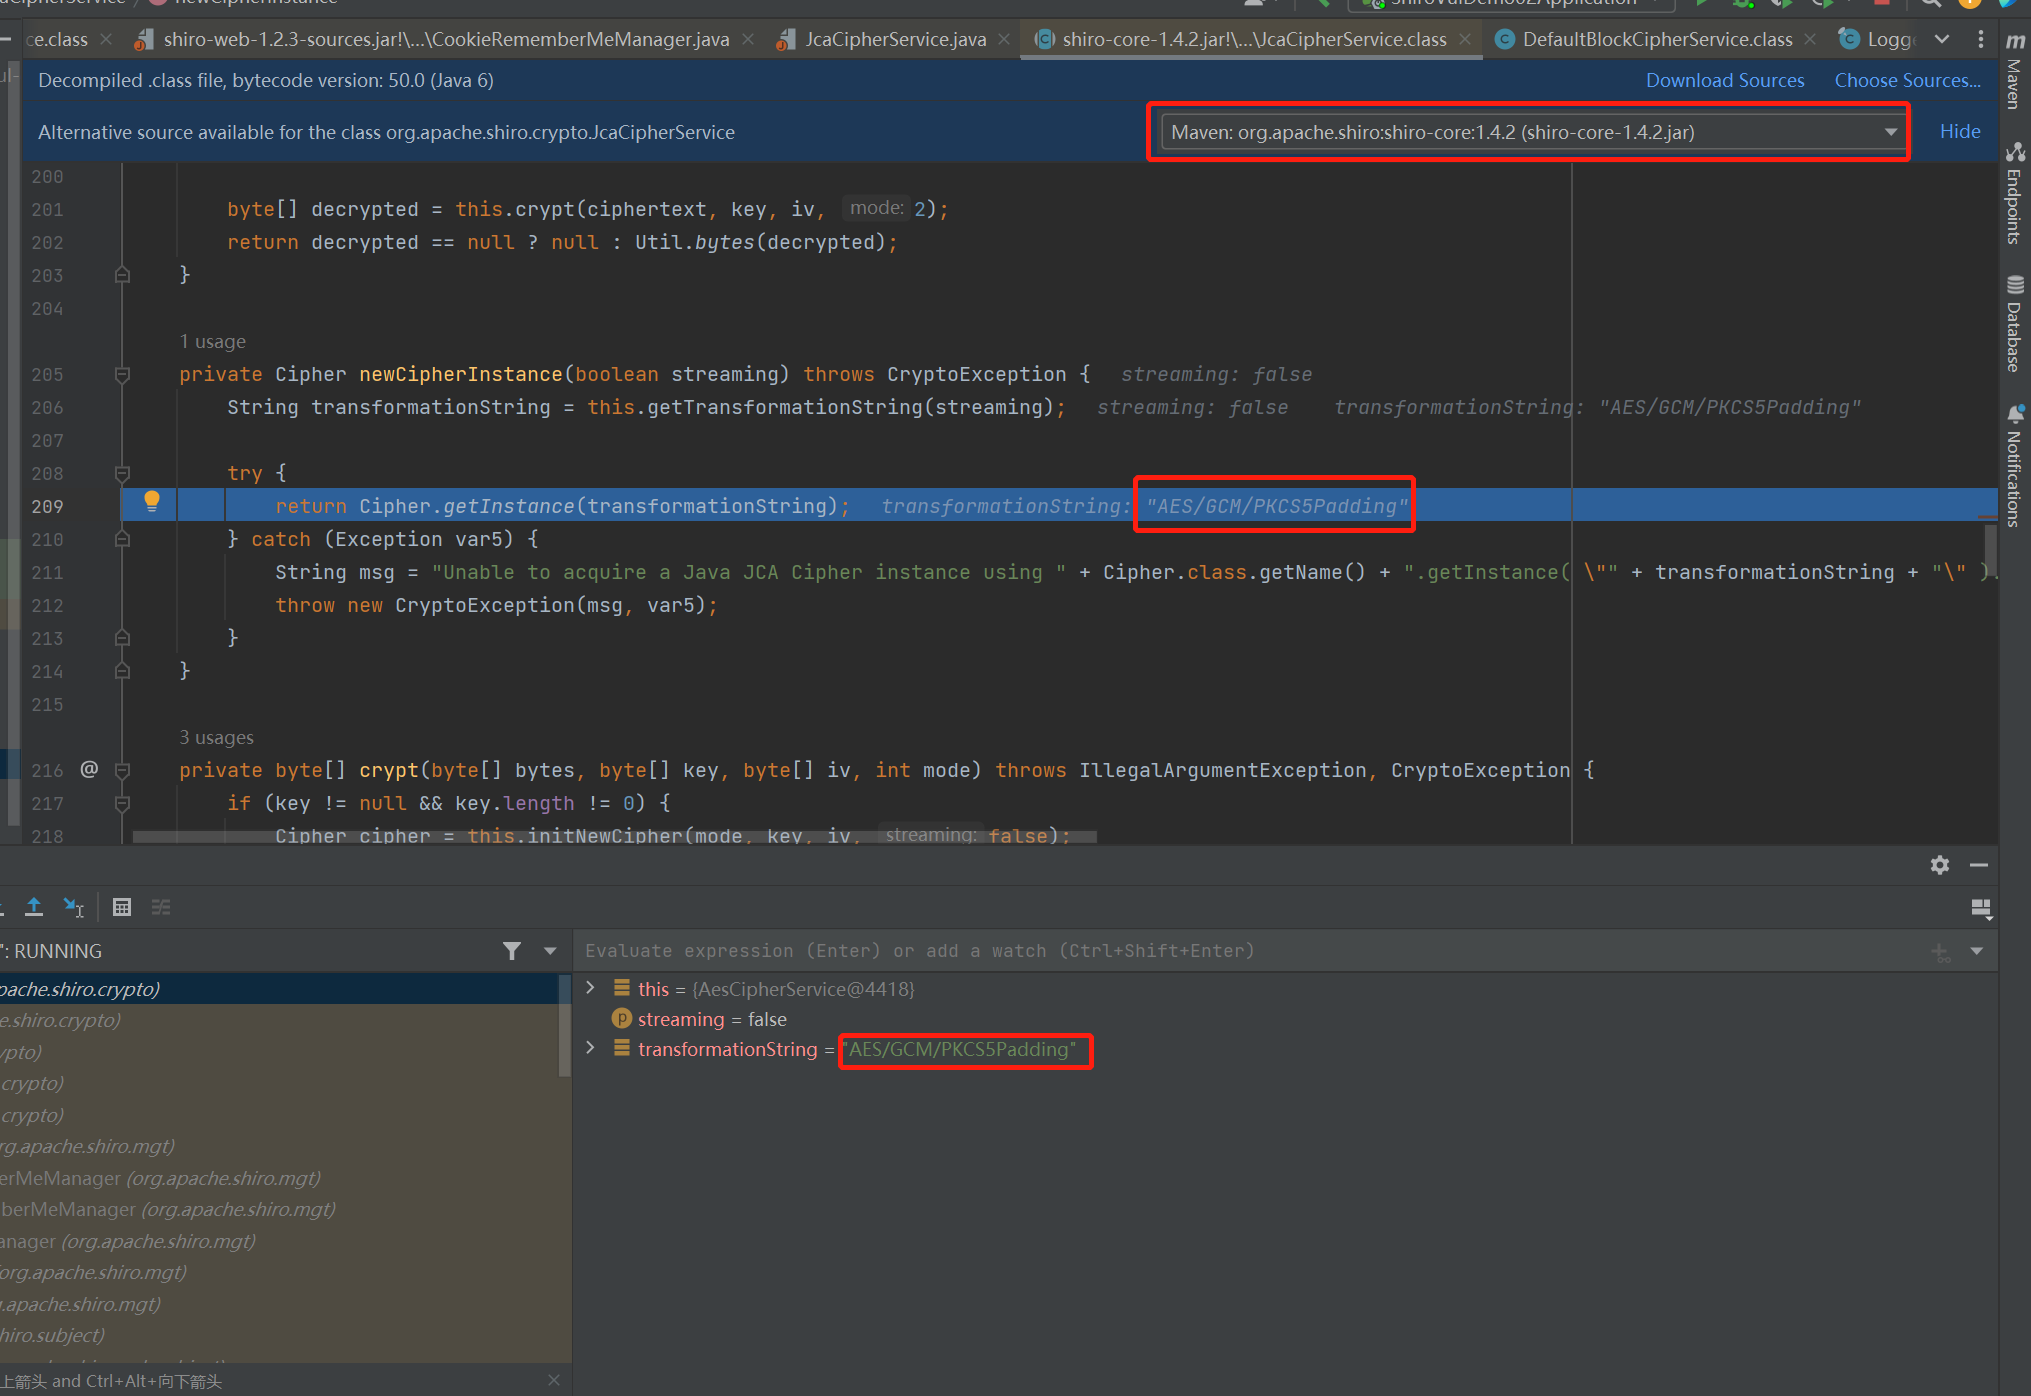 newCipherInstance
ShiroVulDemo02Application
ce.class
shiro-web-1.2.3-sources.jar!\...\CookieRememberMeManager.java
JcaCipherService.java
shiro-core-1.4.2.jar!\...\JcaCipherService.class
DefaultBlockCipherService.class
Logge
Decompiled .class file, bytecode version: 50.0 (Java 6)
Download Sources
Choose Sources...
Alternative source available for the class org.apache.shiro.crypto.JcaCipherService
Maven: org.apache.shiro:shiro-core:1.4.2 (shiro-core-1.4.2.jar)
Hide
200
201 byte[] decrypted = this.crypt(ciphertext, key, iv, mode: 2);
202 return decrypted == null ? null : Util.bytes(decrypted);
203 }
204
1 usage
205 private Cipher newCipherInstance(boolean streaming) throws CryptoException { streaming: false
206 String transformationString = this.getTransformationString(streaming); streaming: false transformationString: "AES/GCM/PKCS5Padding"
207
208 try {
209 return Cipher.getInstance(transformationString); transformationString: "AES/GCM/PKCS5Padding"
210 } catch (Exception var5) {
211 String msg = "Unable to acquire a Java JCA Cipher instance using " + Cipher.class.getName() + ".getInstance( \"" + transformationString + "\" ).
212 throw new CryptoException(msg, var5);
213 }
214 }
215
3 usages
216 @ private byte[] crypt(byte[] bytes, byte[] key, byte[] iv, int mode) throws IllegalArgumentException, CryptoException {
217 if (key != null && key.length != 0) {
218 Cipher cipher = this.initNewCipher(mode, key, iv, streaming: false);
m
Maven
Endpoints
Database
Notifications
": RUNNING
Evaluate expression (Enter) or add a watch (Ctrl+Shift+Enter)
pache.shiro.crypto)
e.shiro.crypto)
ypto)
.crypto)
.crypto)
rg.apache.shiro.mgt)
erMeManager (org.apache.shiro.mgt)
berMeManager (org.apache.shiro.mgt)
anager (org.apache.shiro.mgt)
org.apache.shiro.mgt)
g.apache.shiro.mgt)
hiro.subject)
this = {AesCipherService@4418}
streaming = false
transformationString = "AES/GCM/PKCS5Padding"
上箭头 and Ctrl+Alt+向下箭头